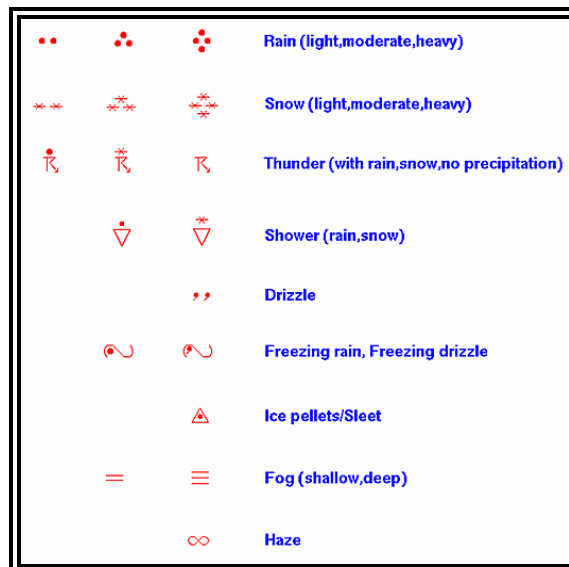 Rain (light,moderate,heavy)
Snow (light,moderate,heavy)
Thunder (with rain,snow,no precipitation)
Shower (rain,snow)
Drizzle
Freezing rain, Freezing drizzle
Ice pellets/Sleet
Fog (shallow,deep)
Haze